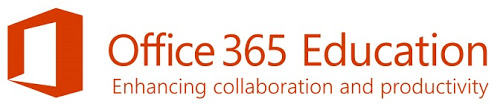 Office 365 Education
Enhancing collaboration and productivity